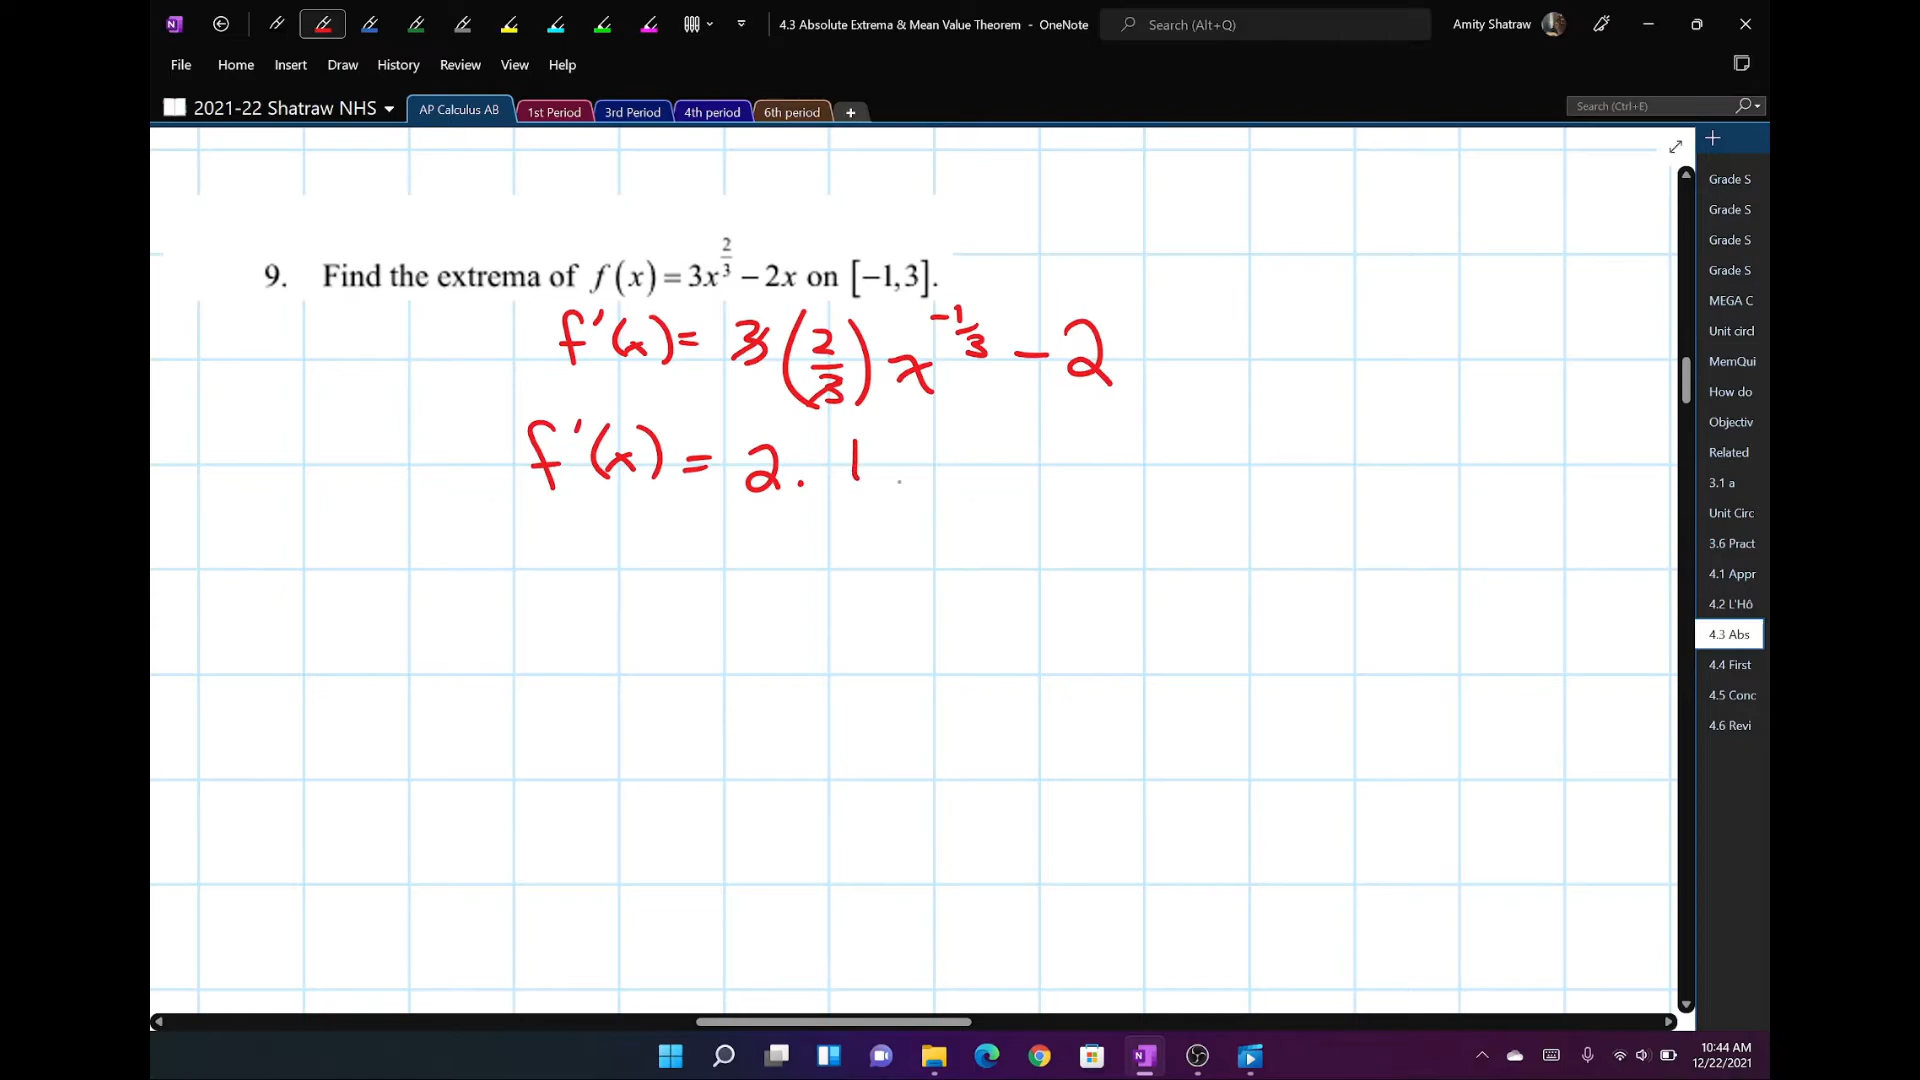 4.3 Absolute Extrema & Mean Value Theorem - OneNote
Search (Alt+Q)
Amity Shatraw
File Home Insert Draw History Review View Help
2021-22 Shatraw NHS
AP Calculus AB 1st Period 3rd Period 4th period 6th period +
Search (Ctrl+E)
Grade S
Grade S
Grade S
Grade S
MEGA C
Unit circl
MemQui
How do
Objectiv
Related
3.1 a
Unit Circ
3.6 Pract
4.1 Appr
4.2 L'Hô
4.3 Abs
4.4 First
4.5 Conc
4.6 Revi
9. Find the extrema of f(x) = 3x^(2/3) − 2x on [−1,3].
f'(x) = 3(2/3)x^(-1/3) − 2
f'(x) = 2 . 1
10:44 AM
12/22/2021